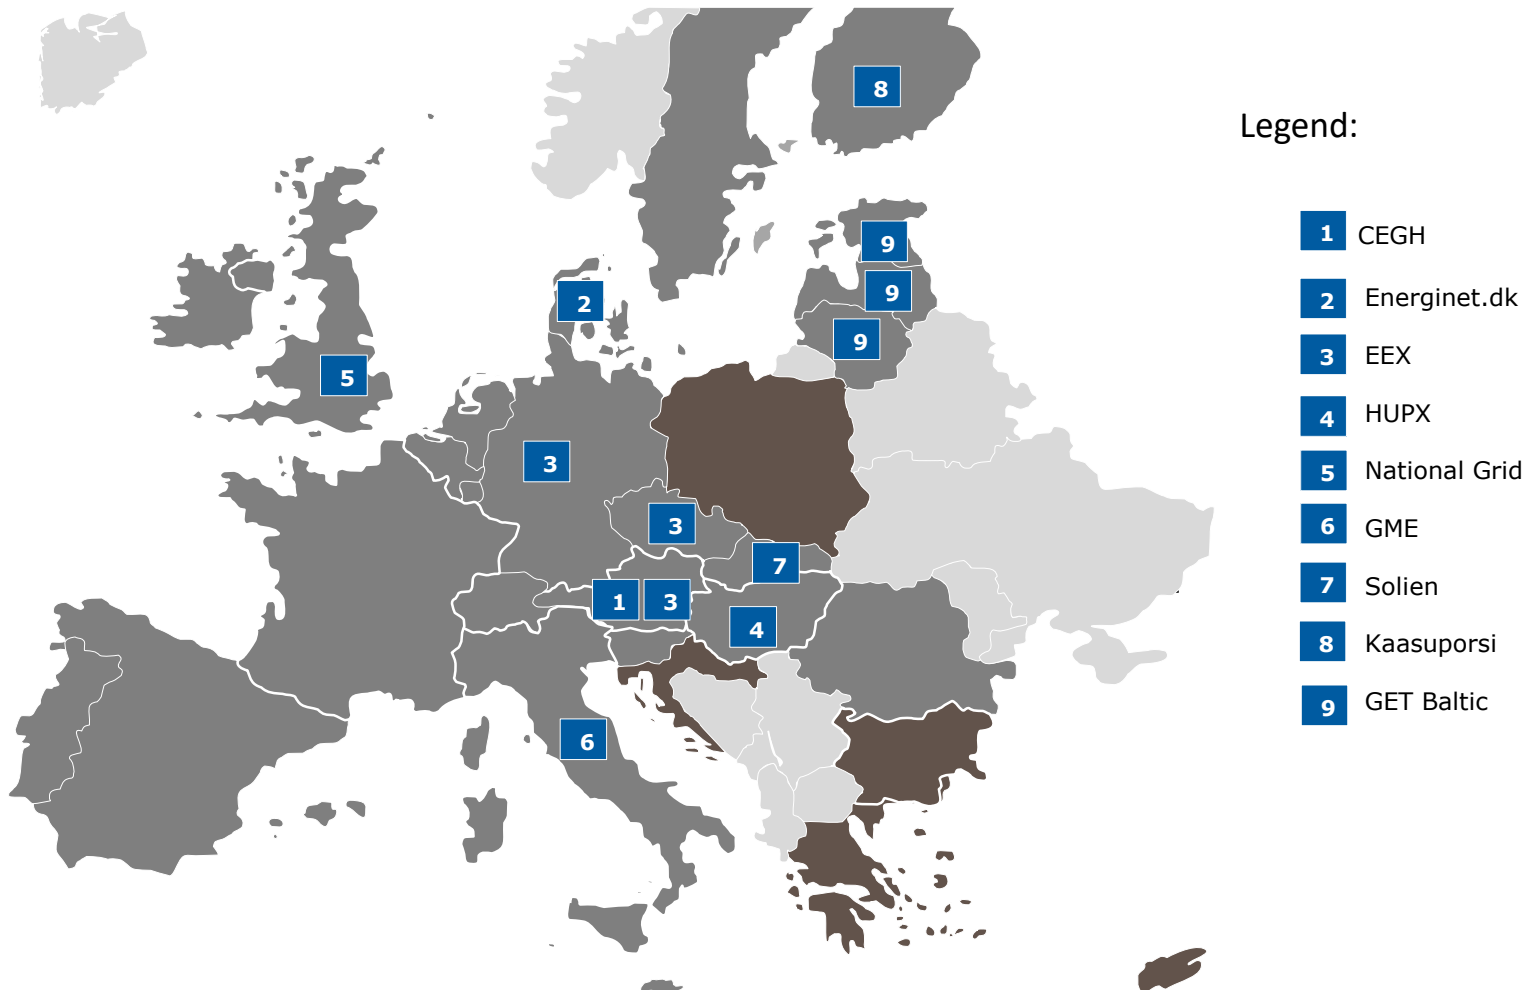 8
Legend:
9
1 CEGH
9
2
2 Energinet.dk
9
3 EEX
5
4 HUPX
3
5 National Grid
3
6 GME
7
1 3
7 Solien
4
8 Kaasuporsi
6
9 GET Baltic